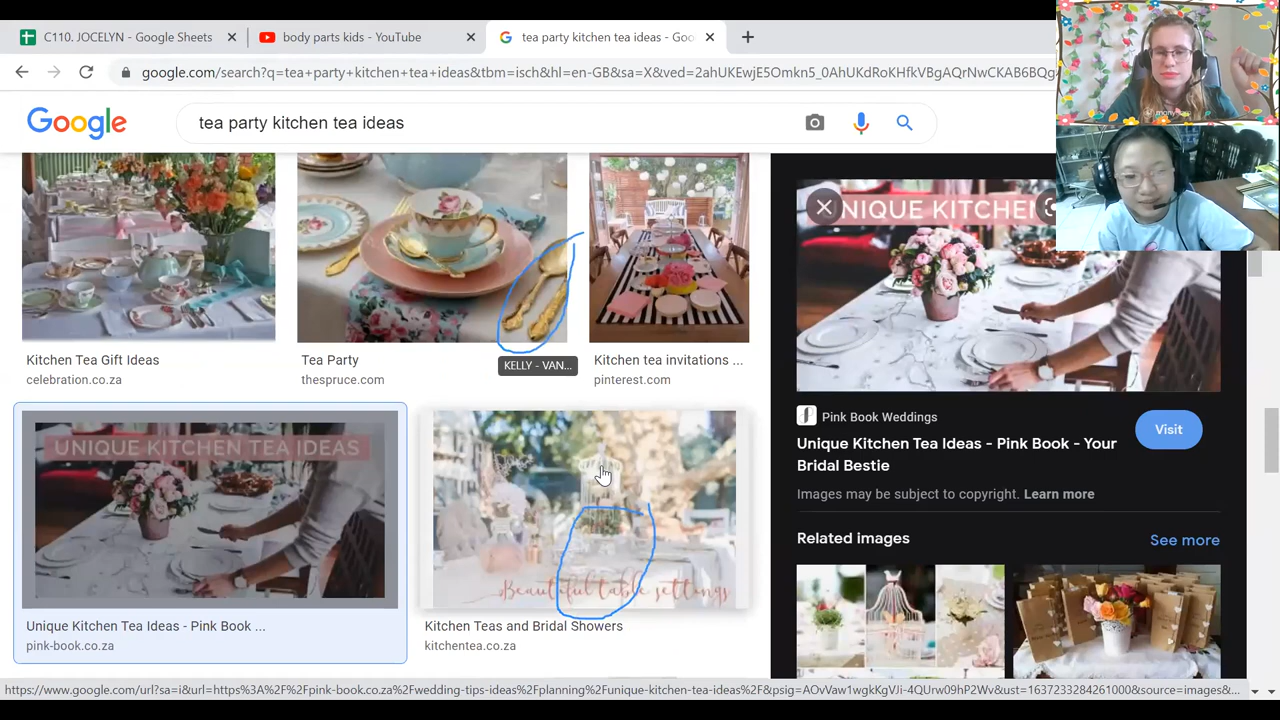 C110. JOCELYN - Google Sheets
body parts kids - YouTube
tea party kitchen tea ideas - Goo
google.com/search?q=tea+party+kitchen+tea+ideas&tbm=isch&hl=en-GB&sa=X&ved=2ahUKEwjE5Omkn5_0AhUKdRoKHfkVBgAQrNwCKAB6BQg
Google
tea party kitchen tea ideas
UNIQUE KITCHEN
Kitchen Tea Gift Ideas
celebration.co.za
Tea Party
thespruce.com
KELLY - VAN...
Kitchen tea invitations ...
pinterest.com
Pink Book Weddings
Visit
Unique Kitchen Tea Ideas - Pink Book - Your
Bridal Bestie
Images may be subject to copyright. Learn more
UNIQUE KITCHEN TEA IDEAS
Beautiful table settings
Related images
See more
Unique Kitchen Tea Ideas - Pink Book ...
pink-book.co.za
Kitchen Teas and Bridal Showers
kitchentea.co.za
https://www.google.com/url?sa=i&url=https%3A%2F%2Fpink-book.co.za%2Fwedding-tips-ideas%2Fplanning%2Funique-kitchen-tea-ideas%2F&psig=AOvVaw1wgkKgVJi-4QUrw09hP2Wv&ust=1637233284261000&source=images&...